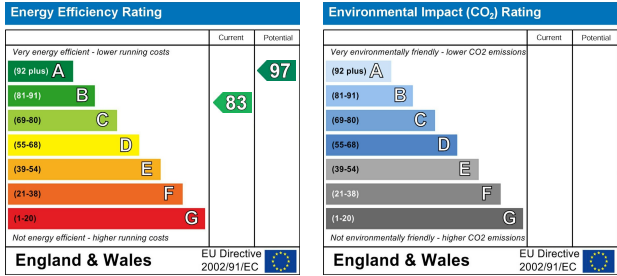 Energy Efficiency Rating
Current Potential
Very energy efficient - lower running costs
(92 plus) A
(81-91) B
(69-80) C
(55-68) D
(39-54) E
(21-38) F
(1-20) G
83
97
Not energy efficient - higher running costs
England & Wales
EU Directive
2002/91/EC
Environmental Impact (CO₂) Rating
Current Potential
Very environmentally friendly - lower CO2 emissions
(92 plus) A
(81-91) B
(69-80) C
(55-68) D
(39-54) E
(21-38) F
(1-20) G
Not environmentally friendly - higher CO2 emissions
England & Wales
EU Directive
2002/91/EC